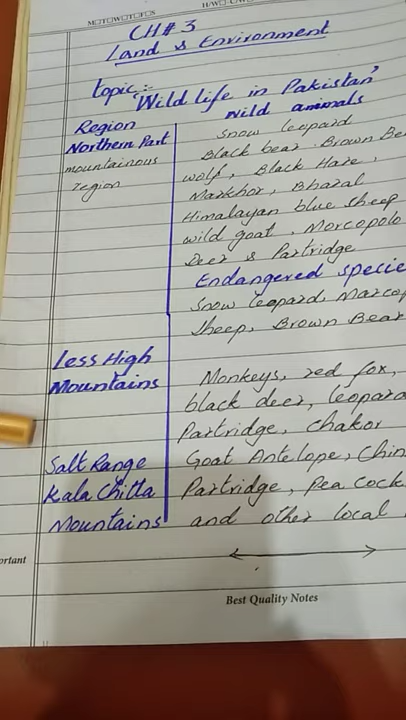 CH # 3
Land & Environment
topic:- "Wild life in Pakistan"
Region
Wild animals
Northern Part
mountainous
region
Snow leopard
Black bear. Brown Be
wolf, Black Hare,
Markhor, Bharal
Himalayan blue sheep
wild goat. Morcopolo
Deer & Partridge
Endangered specie
Snow leopard, Marcop
sheep, Brown Bear
Less High
Mountains
Monkeys, red fox,
black deer, leopard
Partridge, chakor
Salt Range
Kala Chitta
Mountains
Goat Antelope, Chin
Partridge, Pea cock
and other local
ortant
Best Quality Notes